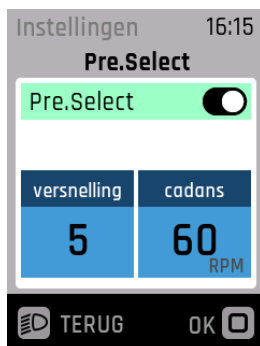 Instellingen 16:15
Pre.Select
Pre.Select
versnelling cadans
5 60
RPM
TERUG OK